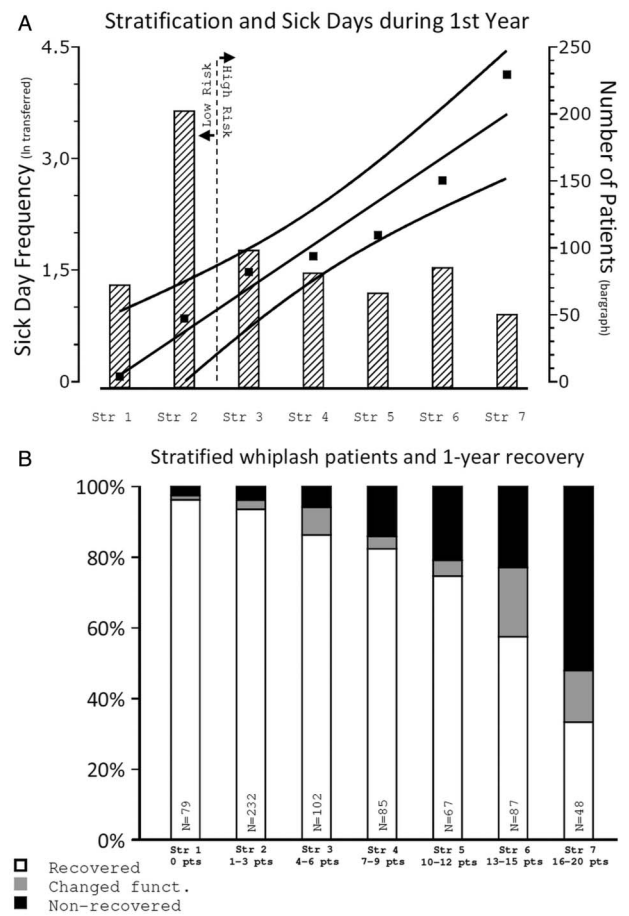 A
Stratification and Sick Days during 1st Year
Sick Day Frequency (ln transferred)
4,5
3,0
1,5
0
Low Risk
High Risk
250
200
150
100
50
0
Number of Patients (bargraph)
Str 1 Str 2 Str 3 Str 4 Str 5 Str 6 Str 7
B
Stratified whiplash patients and 1-year recovery
100%
80%
60%
40%
20%
0%
N=79 N=232 N=102 N=85 N=67 N=87 N=48
Str 1 Str 2 Str 3 Str 4 Str 5 Str 6 Str 7
0 pts 1-3 pts 4-6 pts 7-9 pts 10-12 pts 13-15 pts 16-20 pts
Recovered
Changed funct.
Non-recovered